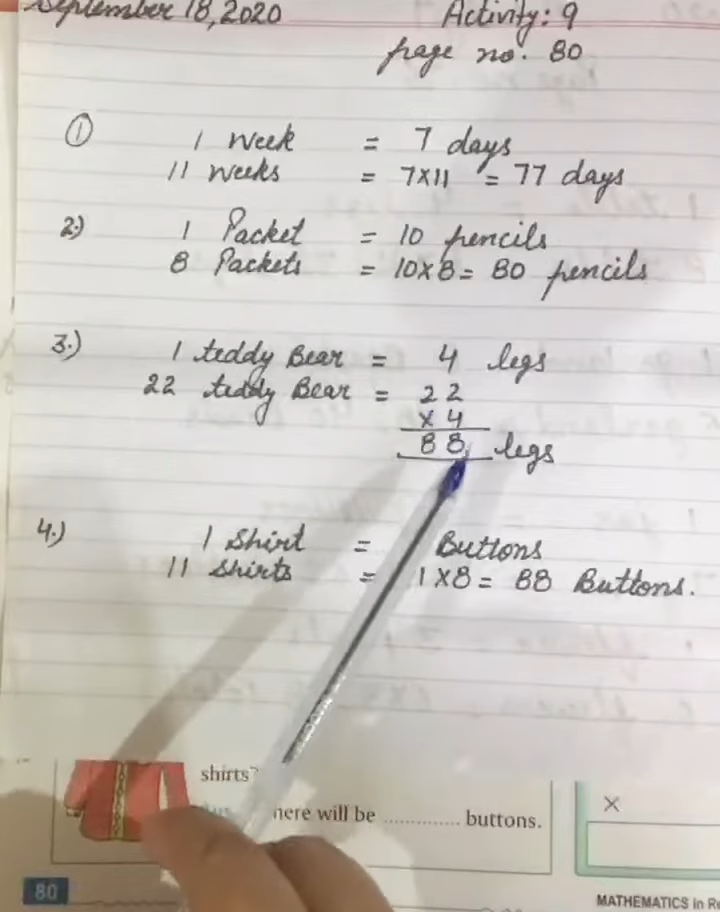 September 18, 2020
Activity: 9
page no. 80
① 1 Week = 7 days
11 weeks = 7x11 = 77 days
2.) 1 Packet = 10 pencils
8 Packets = 10x8 = 80 pencils
3.) 1 teddy Bear = 4 legs
22 teddy Bear = 22
x 4
88 legs
4.) 1 Shirt = Buttons
11 Shirts = 1x8 = 88 Buttons.
shirts?
here will be ............. buttons.
×
80
MATHEMATICS in